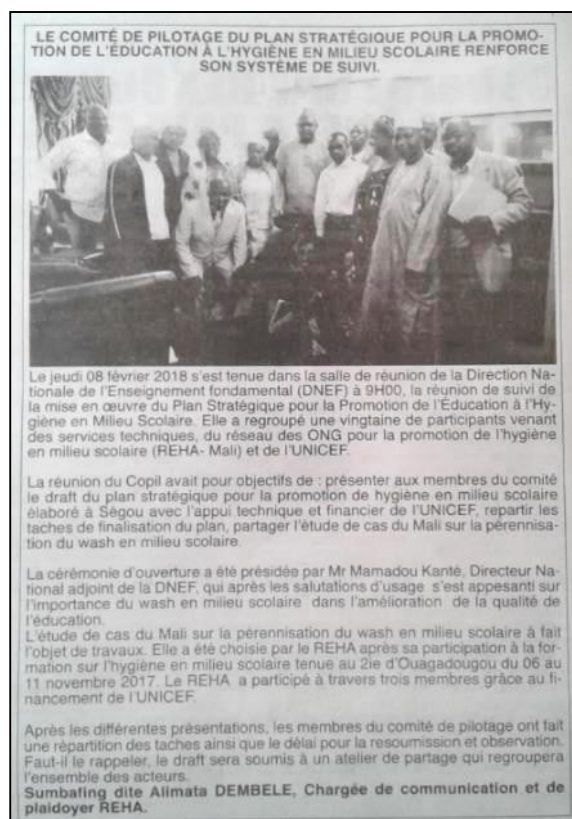 LE COMITÉ DE PILOTAGE DU PLAN STRATÉGIQUE POUR LA PROMO-
TION DE L'ÉDUCATION À L'HYGIÈNE EN MILIEU SCOLAIRE RENFORCE
SON SYSTÈME DE SUIVI.
Le jeudi 08 février 2018 s'est tenue dans la salle de réunion de la Direction Na-
tionale de l'Enseignement fondamental (DNEF) à 9H00, la réunion de suivi de
la mise en œuvre du Plan Stratégique pour la Promotion de l'Éducation à l'Hy-
giène en Milieu Scolaire. Elle a regroupé une vingtaine de participants venant
des services techniques, du réseau des ONG pour la promotion de l'hygiène
en milieu scolaire (REHA- Mali) et de l'UNICEF.
La réunion du Copil avait pour objectifs de : présenter aux membres du comité
le draft du plan stratégique pour la promotion de hygiène en milieu scolaire
élaboré à Ségou avec l'appui technique et financier de l'UNICEF, repartir les
taches de finalisation du plan, partager l'étude de cas du Mali sur la pérennisa-
tion du wash en milieu scolaire.
La cérémonie d'ouverture a été présidée par Mr Mamadou Kanté, Directeur Na-
tional adjoint de la DNEF, qui après les salutations d'usage s'est appesanti sur
l'importance du wash en milieu scolaire dans l'amélioration de la qualité de
l'éducation.
L'étude de cas du Mali sur la pérennisation du wash en milieu scolaire à fait
l'objet de travaux. Elle a été choisie par le REHA après sa participation à la for-
mation sur l'hygiène en milieu scolaire tenue au 2ie d'Ouagadougou du 06 au
11 novembre 2017. Le REHA a participé à travers trois membres grâce au fi-
nancement de l'UNICEF.
Après les différentes présentations, les membres du comité de pilotage ont fait
une répartition des taches ainsi que le délai pour la resoumission et observation.
Faut-il le rappeler, le draft sera soumis à un atelier de partage qui regroupera
l'ensemble des acteurs.
Sumbafing dite Alimata DEMBELE, Chargée de communication et de
plaidoyer REHA.